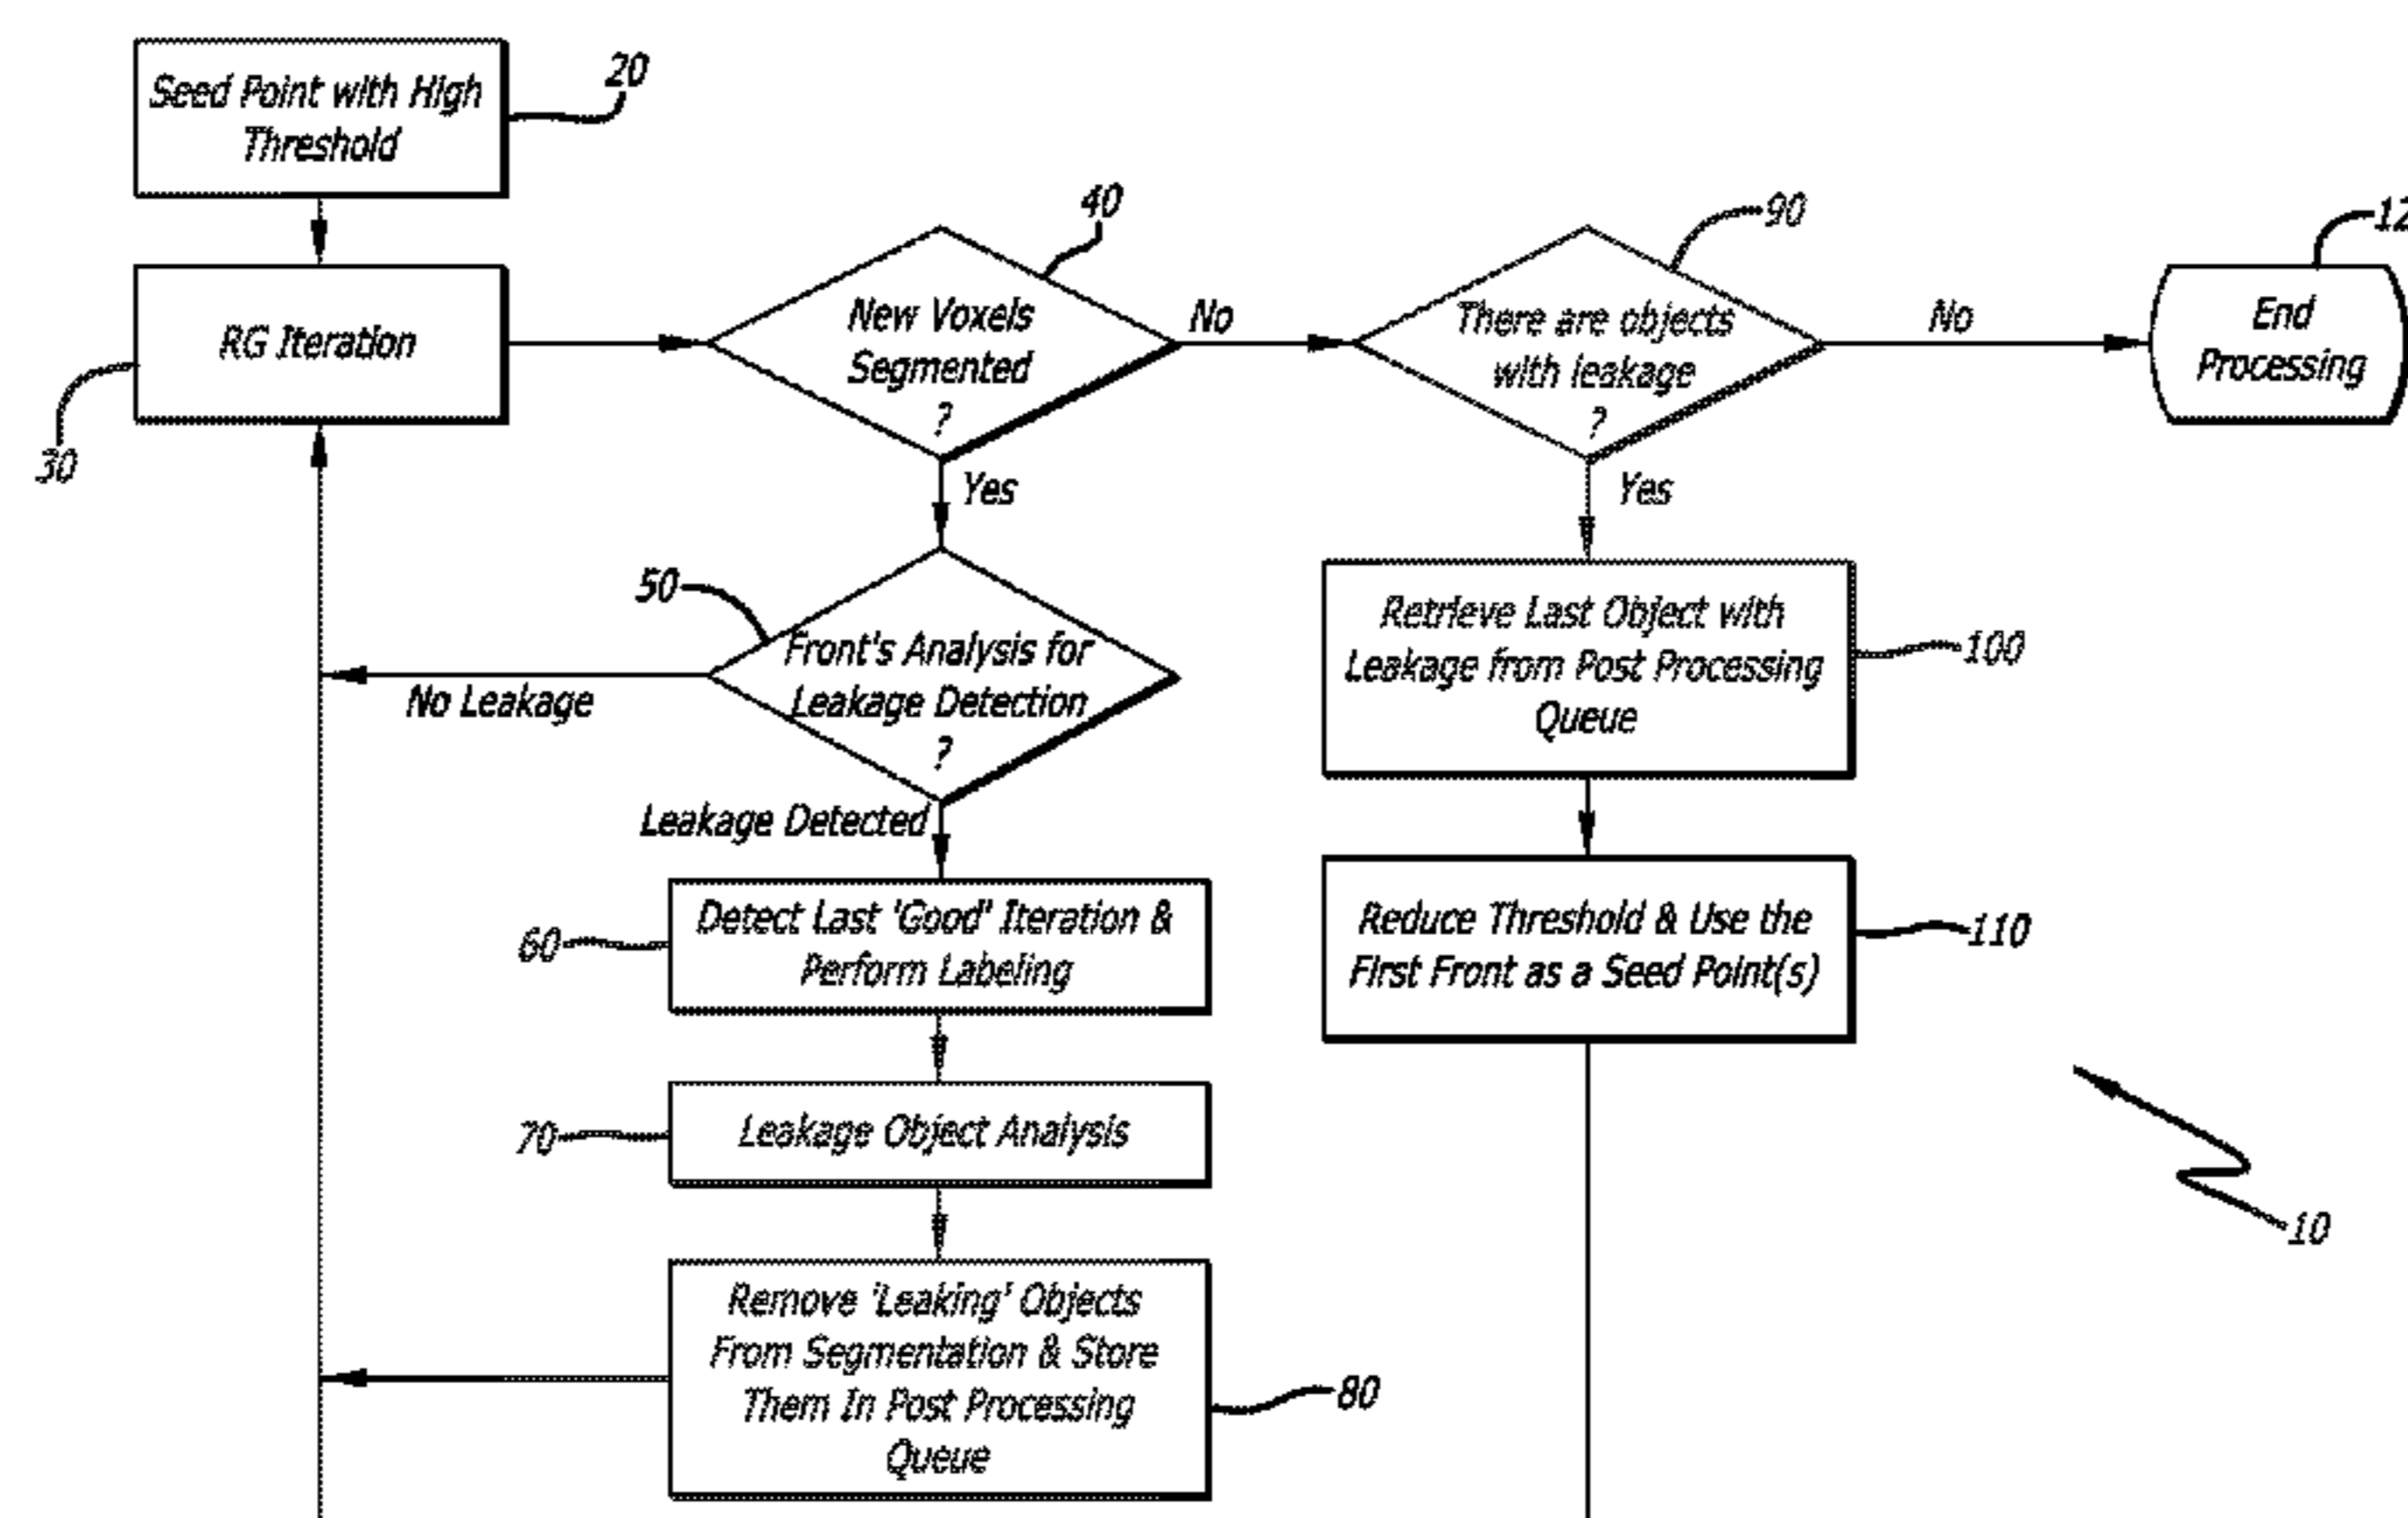 Seed Point with High
Threshold
20
RG Iteration
30
New Voxels
Segmented
?
40
No
Yes
There are objects
with leakage
?
90
No
Yes
End
Processing
12
Front's Analysis for
Leakage Detection
?
50
No Leakage
Leakage Detected
Retrieve Last Object with
Leakage from Post Processing
Queue
100
Detect Last 'Good' Iteration &
Perform Labeling
60
Reduce Threshold & Use the
First Front as a Seed Point(s)
110
Leakage Object Analysis
70
10
Remove 'Leaking' Objects
From Segmentation & Store
Them In Post Processing
Queue
80